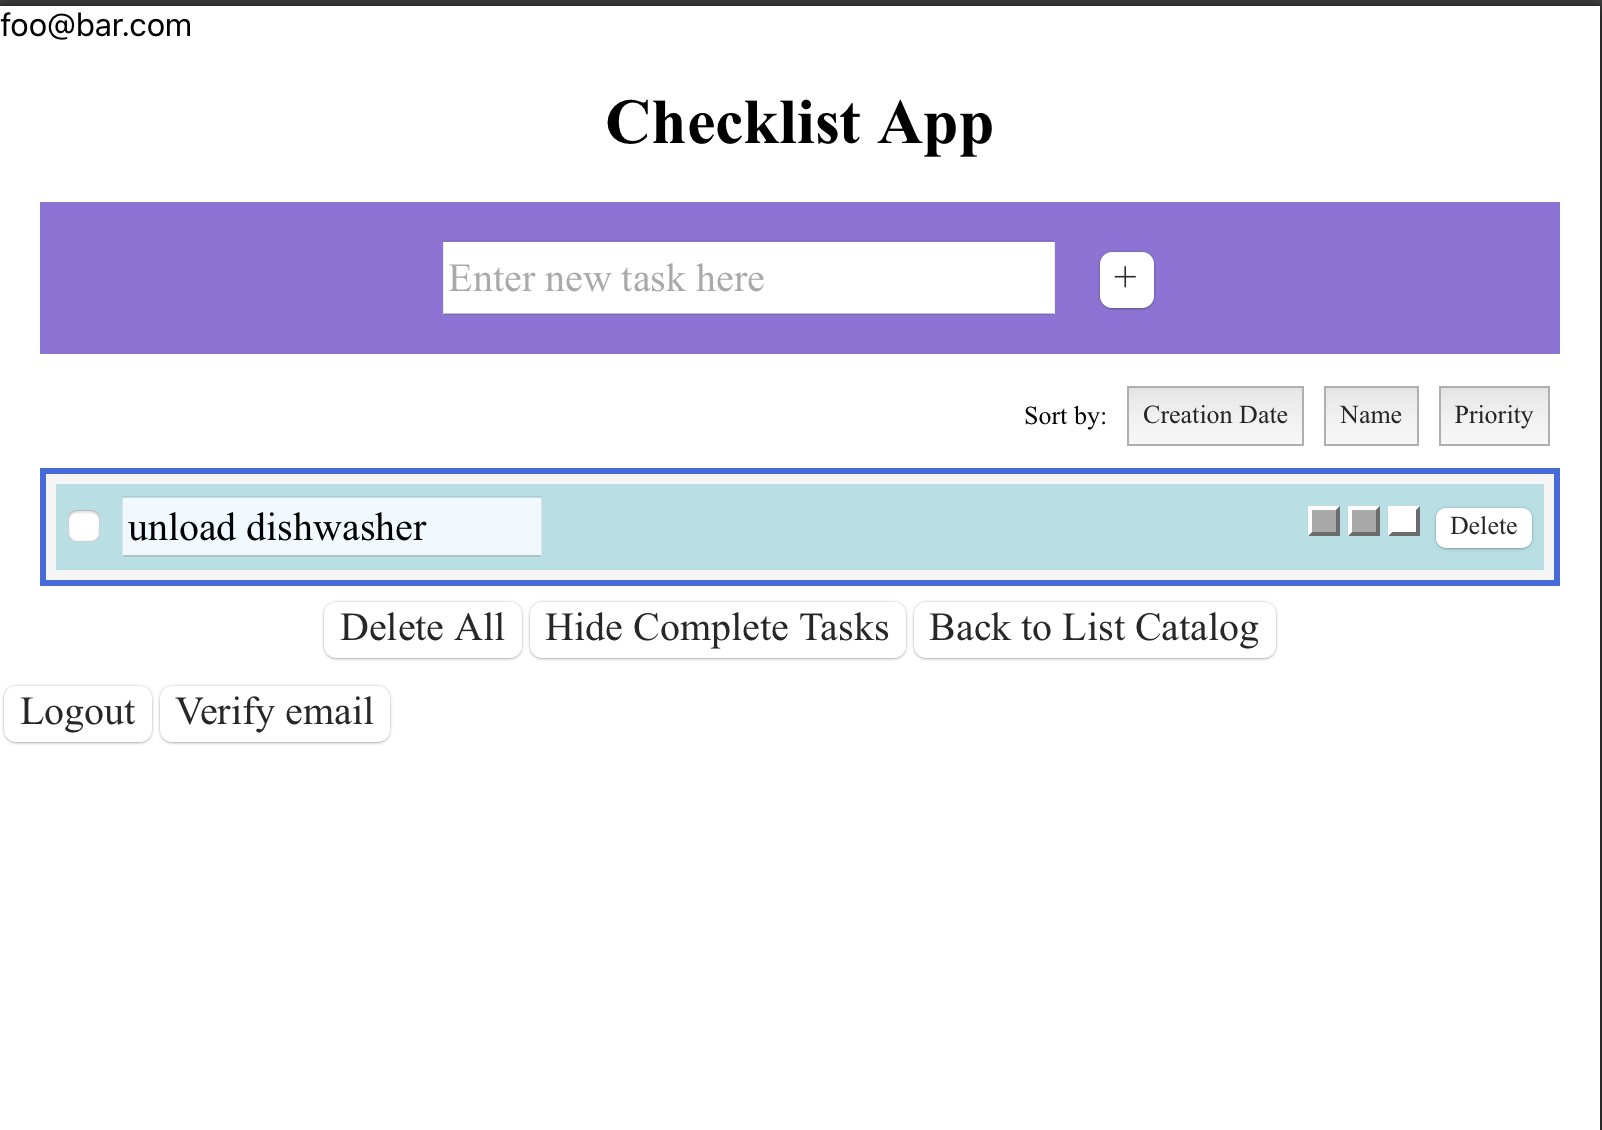 foo@bar.com
Checklist App
Enter new task here +
Sort by: Creation Date Name Priority
unload dishwasher Delete
Delete All Hide Complete Tasks Back to List Catalog
Logout Verify email